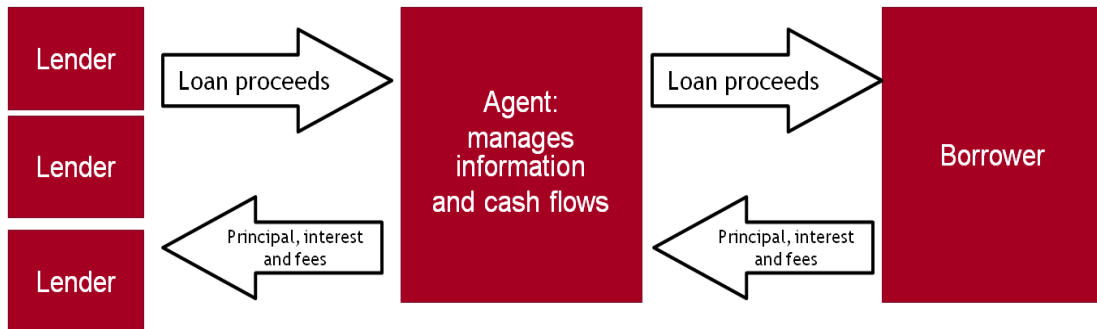 Lender
Lender
Lender
Loan proceeds
Principal, interest
and fees
Agent:
manages
information
and cash flows
Loan proceeds
Principal, interest
and fees
Borrower